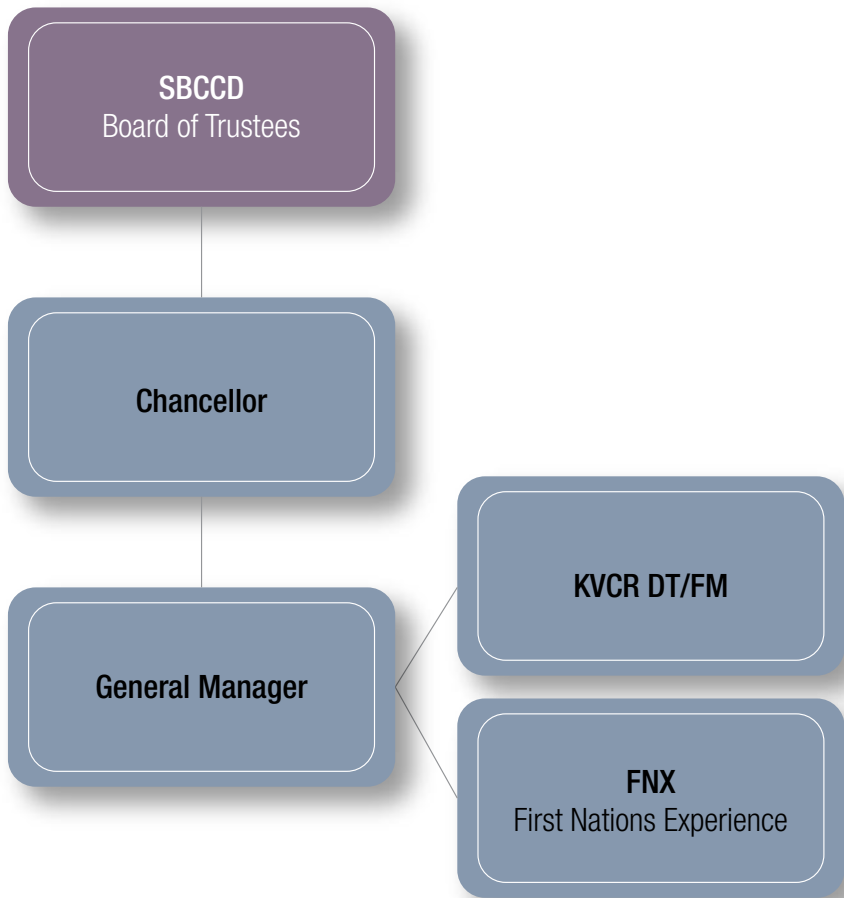 SBCCD
Board of Trustees
Chancellor
General Manager
KVCR DT/FM
FNX
First Nations Experience